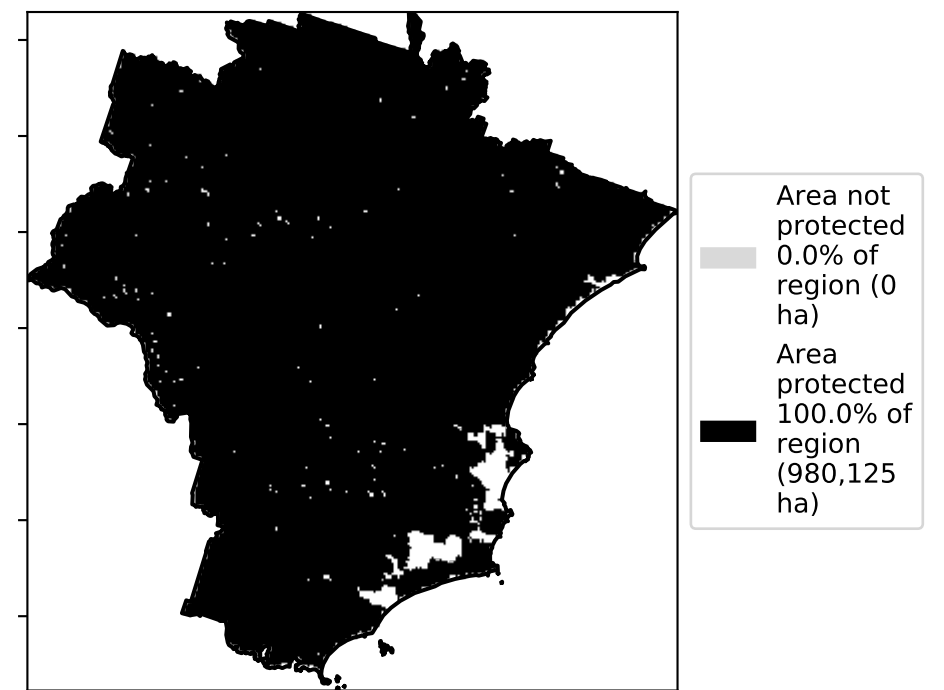 Area not
protected
0.0% of
region (0
ha)
Area
protected
100.0% of
region
(980,125
ha)